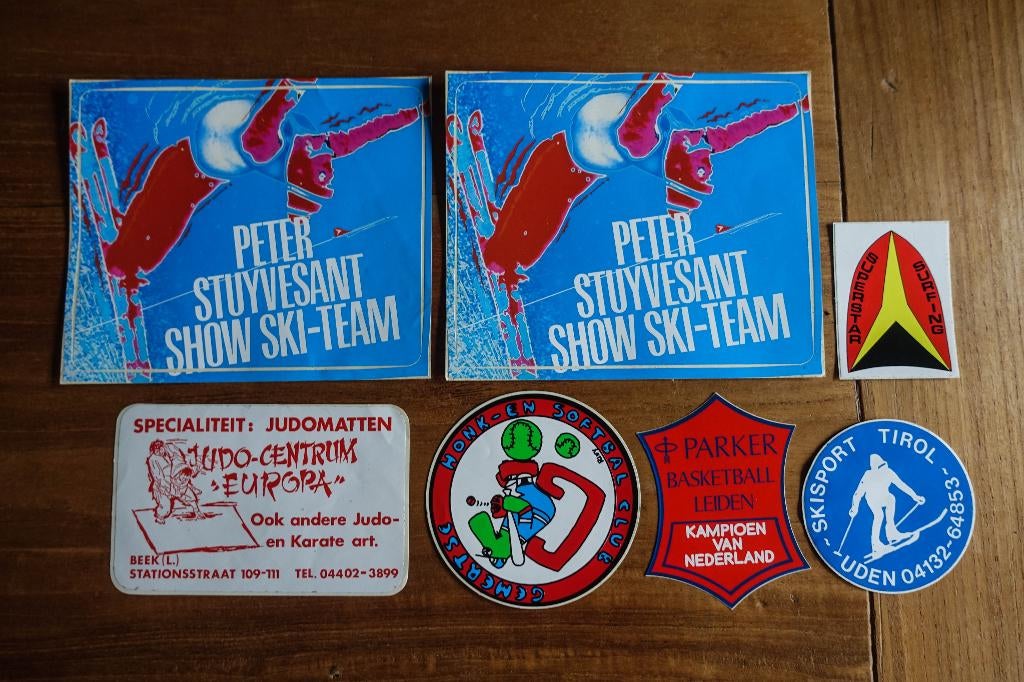 PETER
STUYVESANT
SHOW SKI-TEAM
PETER
STUYVESANT
SHOW SKI-TEAM
SUPERSTAR
SURFING
SPECIALITEIT: JUDOMATTEN
JUDO-CENTRUM
"EUROPA"
Ook andere Judo-
en Karate art.
BEEK (L.)
STATIONSSTRAAT 109-111 TEL. 04402-3899
HONK-EN SOFTBAL CLUB
GEMERTSE
PARKER
BASKETBALL
LEIDEN
KAMPIOEN
VAN
NEDERLAND
SKISPORT TIROL -
UDEN 04132-64853